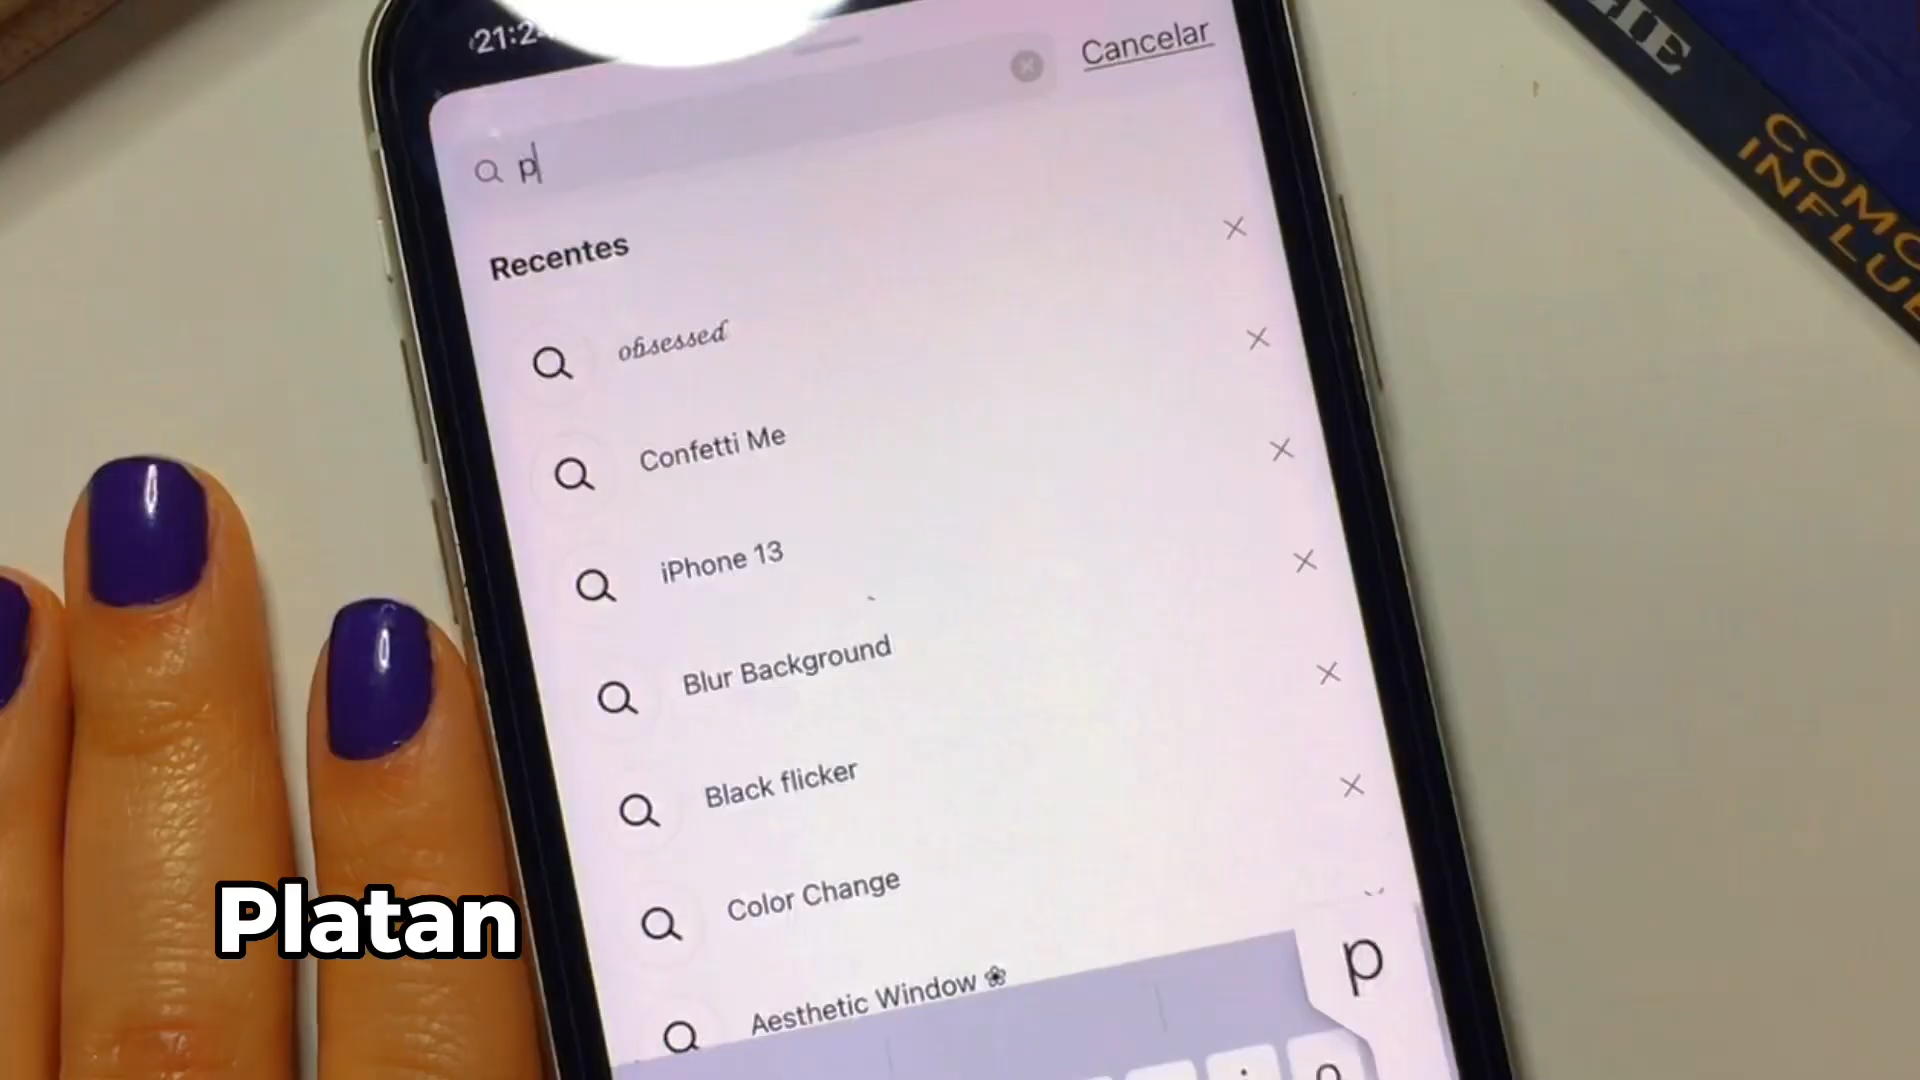 21:2
Cancelar
p
Recentes
obsessed
Confetti Me
iPhone 13
Blur Background
Black flicker
Color Change
Aesthetic Window ❀
p
Platan
COMO